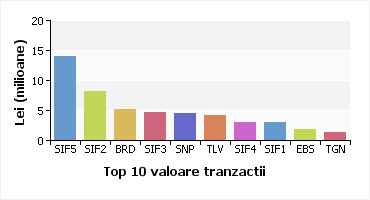 Lei (milioane)
20
15
10
5
0
SIF5 SIF2 BRD SIF3 SNP TLV SIF4 SIF1 EBS TGN
Top 10 valoare tranzactii